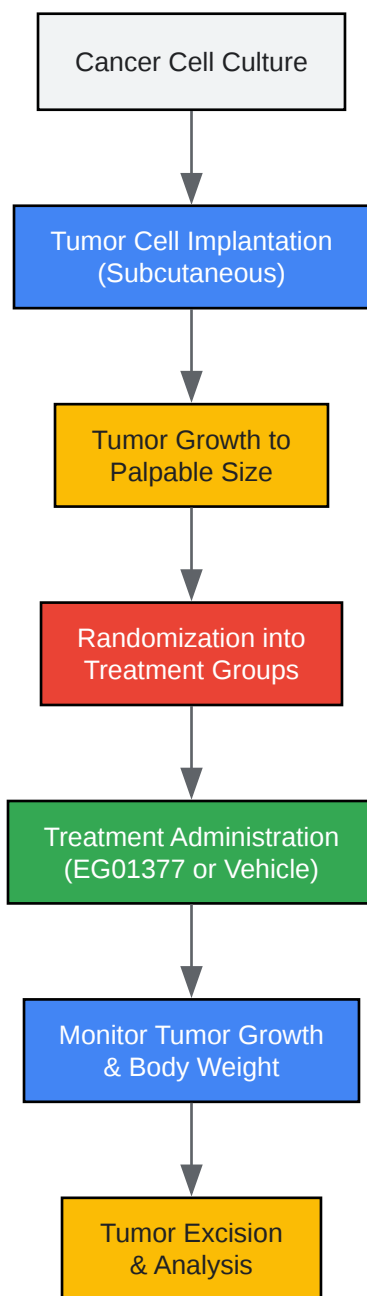 Cancer Cell Culture
Tumor Cell Implantation
(Subcutaneous)
Tumor Growth to
Palpable Size
Randomization into
Treatment Groups
Treatment Administration
(EG01377 or Vehicle)
Monitor Tumor Growth
& Body Weight
Tumor Excision
& Analysis